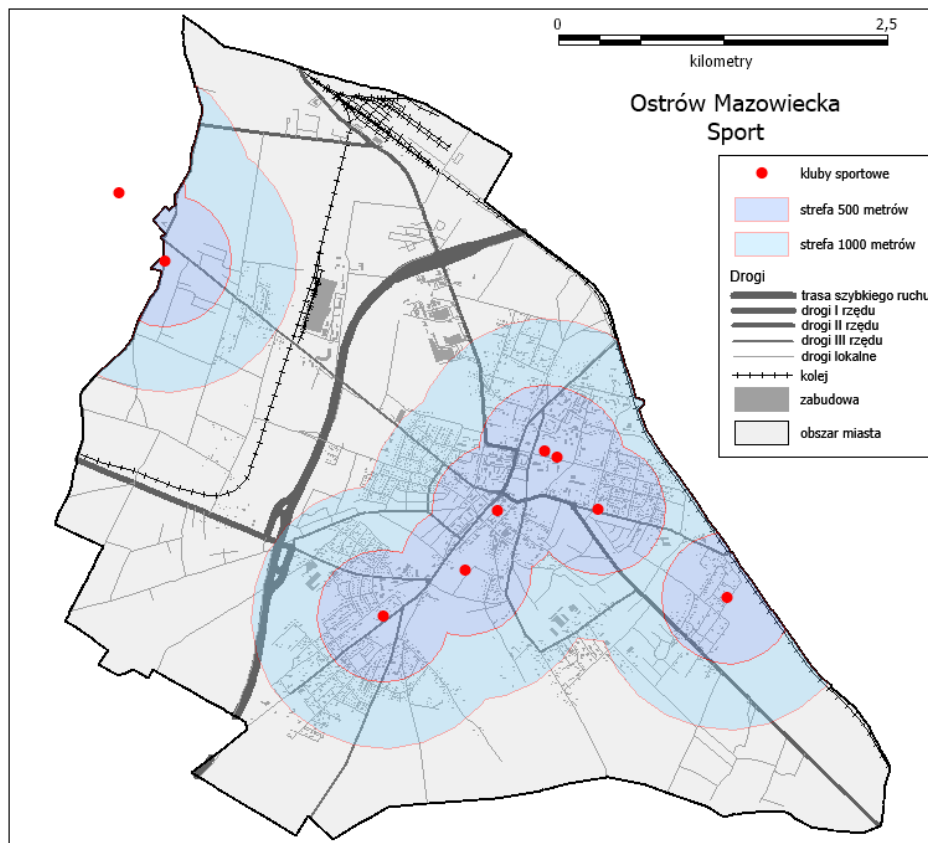 0 2,5
kilometry
Ostrów Mazowiecka
Sport
kluby sportowe
strefa 500 metrów
strefa 1000 metrów
Drogi
trasa szybkiego ruchu
drogi I rzędu
drogi II rzędu
drogi III rzędu
drogi lokalne
kolej
zabudowa
obszar miasta